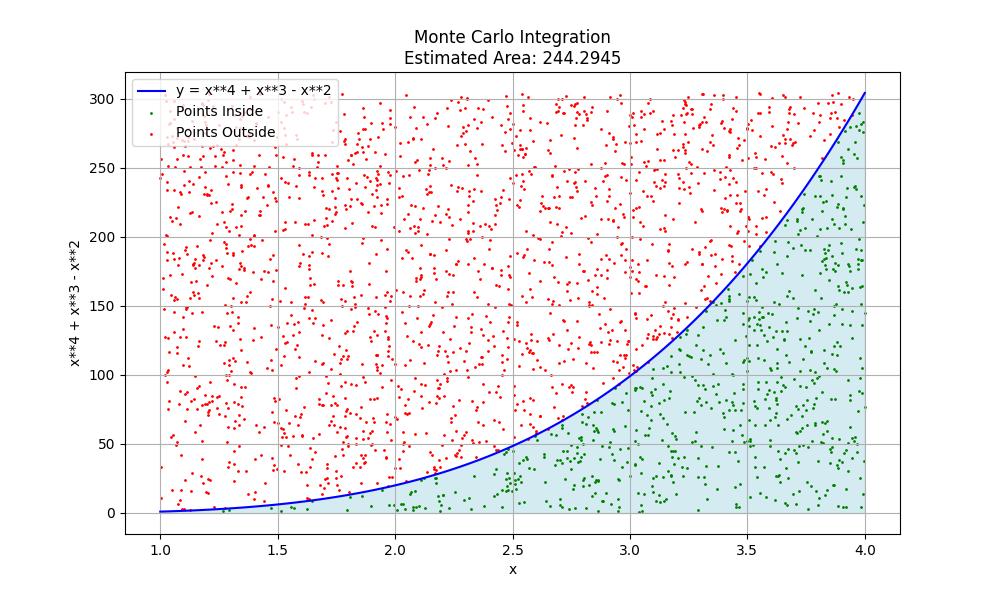 Monte Carlo Integration
Estimated Area: 244.2945
y = x**4 + x**3 - x**2
Points Inside
Points Outside
300
250
200
150
100
50
0
x**4 + x**3 - x**2
1.0 1.5 2.0 2.5 3.0 3.5 4.0
x